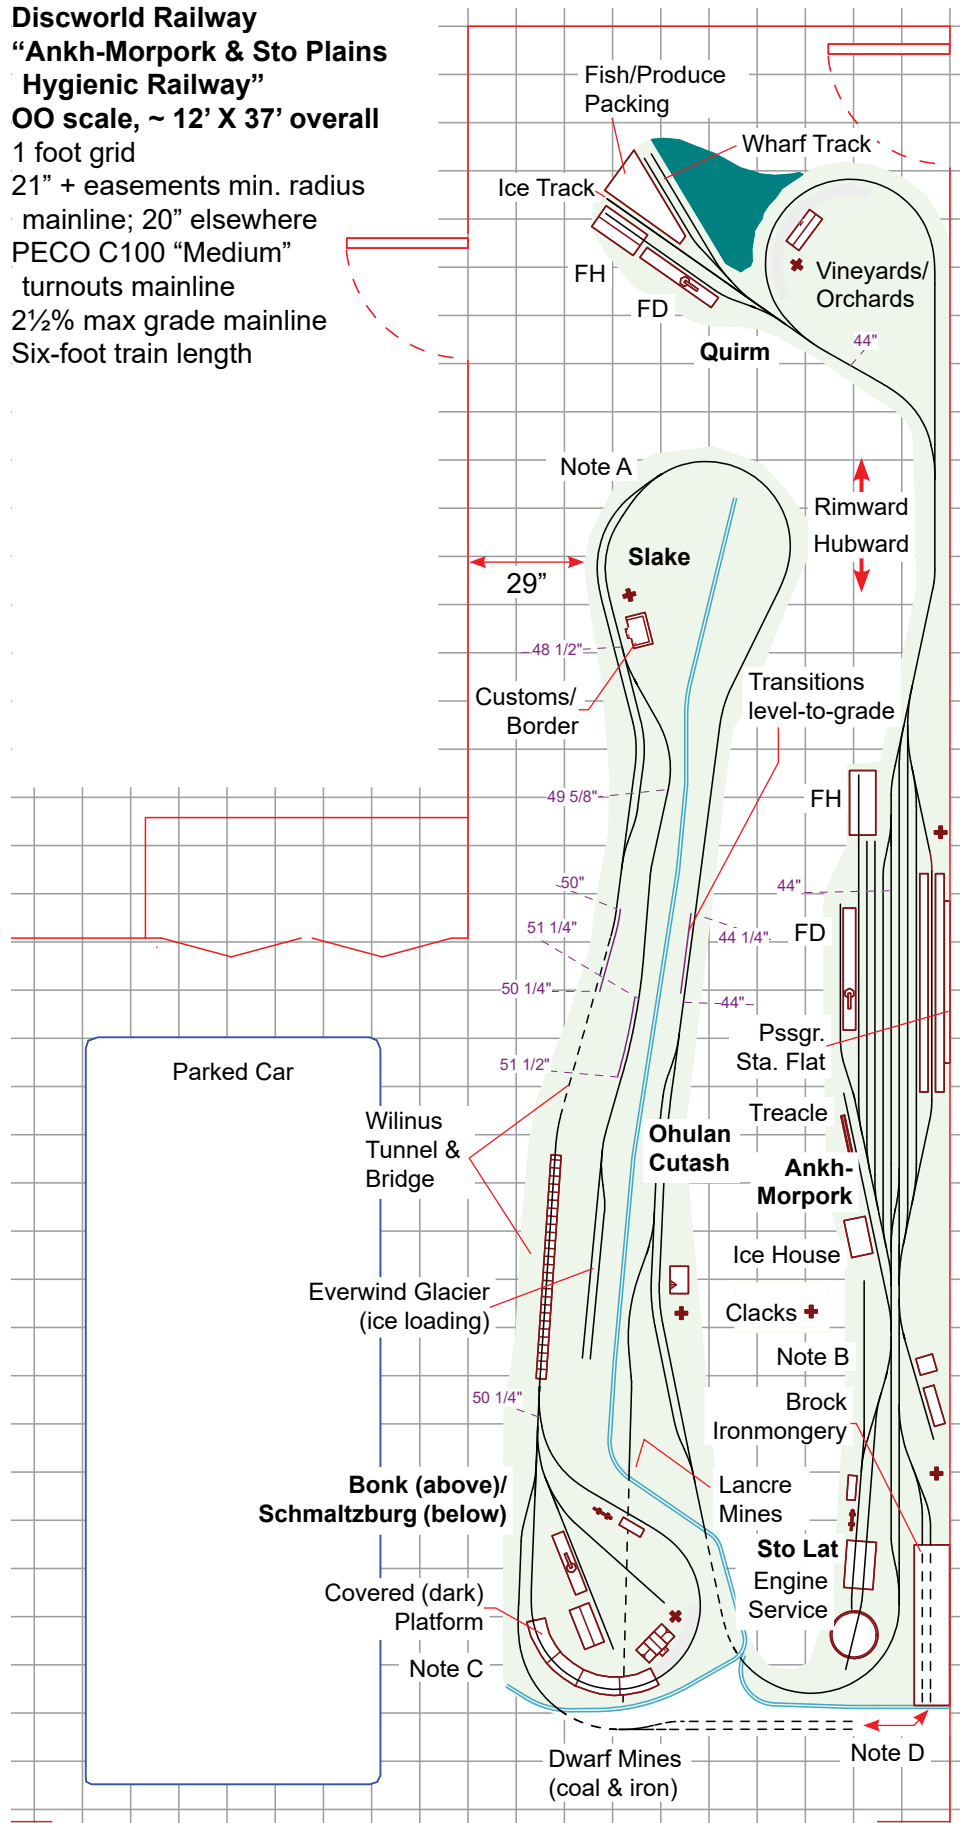 Discworld Railway
“Ankh-Morpork & Sto Plains
Hygienic Railway”
OO scale, ~ 12’ X 37’ overall
1 foot grid
21” + easements min. radius
mainline; 20” elsewhere
PECO C100 “Medium”
turnouts mainline
2½% max grade mainline
Six-foot train length
Fish/Produce
Packing
Wharf Track
Ice Track
FH
FD
Vineyards/
Orchards
Quirm
44"
Note A
Rimward
Hubward
Slake
29”
48 1/2"
Customs/
Border
Transitions
level-to-grade
49 5/8"
FH
50"
44"
51 1/4"
44 1/4"
FD
50 1/4"
44"
Pssgr.
Sta. Flat
51 1/2"
Parked Car
Treacle
Wilinus
Tunnel &
Bridge
Ohulan
Cutash
Ankh-
Morpork
Ice House
Everwind Glacier
(ice loading)
Clacks
Note B
50 1/4"
Brock
Ironmongery
Bonk (above)/
Schmaltzburg (below)
Lancre
Mines
Sto Lat
Engine
Service
Covered (dark)
Platform
Note C
Dwarf Mines
(coal & iron)
Note D